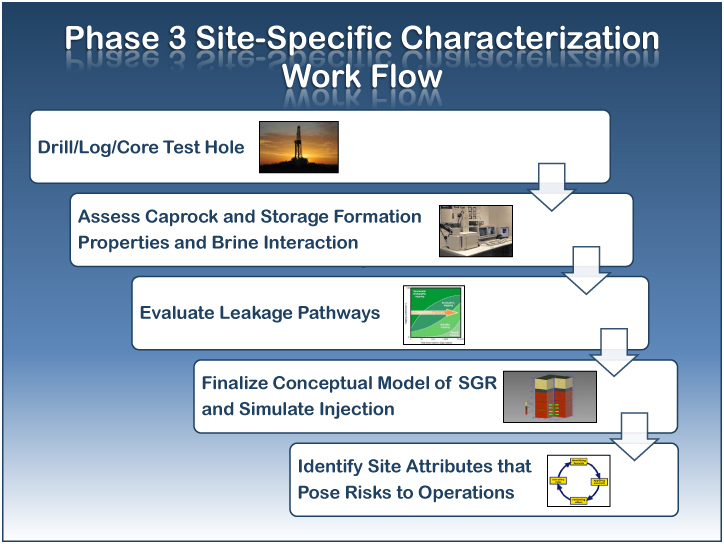 Phase 3 Site-Specific Characterization
Work Flow
Drill/Log/Core Test Hole
Assess Caprock and Storage Formation
Properties and Brine Interaction
Evaluate Leakage Pathways
Finalize Conceptual Model of SGR
and Simulate Injection
Identify Site Attributes that
Pose Risks to Operations